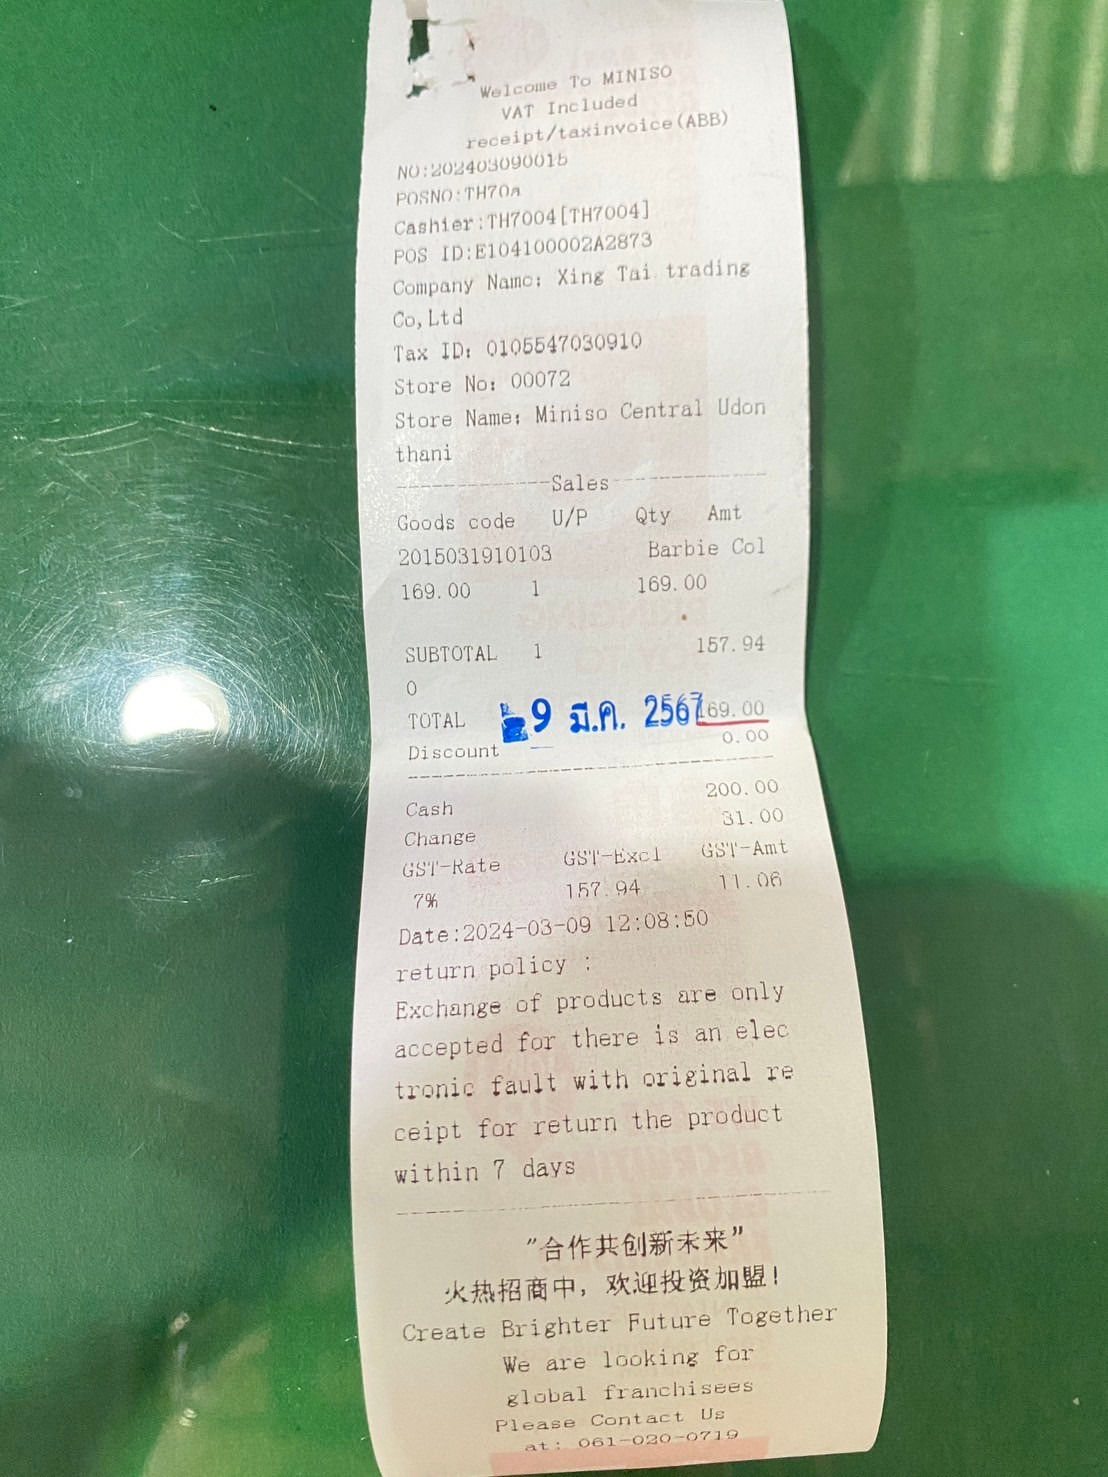 Welcome To MINISO
VAT Included
receipt/taxinvoice(ABB)
NO:202403090015
POSNO:TH70a
Cashier:TH7004[TH7004]
POS ID:E104100002A2873
Company Name: Xing Tai trading
Co,Ltd
Tax ID: 0105547030910
Store No: 00072
Store Name: Miniso Central Udon
thani
Sales
Goods code U/P Qty Amt
2015031910103 Barbie Col
169.00 1 169.00
SUBTOTAL 1 157.94
0
TOTAL 169.00
-9 มี.ค. 2567
Discount 0.00
Cash 200.00
Change 31.00
GST-Rate GST-Excl GST-Amt
7% 157.94 11.06
Date:2024-03-09 12:08:50
return policy :
Exchange of products are only
accepted for there is an elec
tronic fault with original re
ceipt for return the product
within 7 days
"合作共创新未来"
火热招商中，欢迎投资加盟！
Create Brighter Future Together
We are looking for
global franchisees
Please Contact Us
at: 061-020-0719